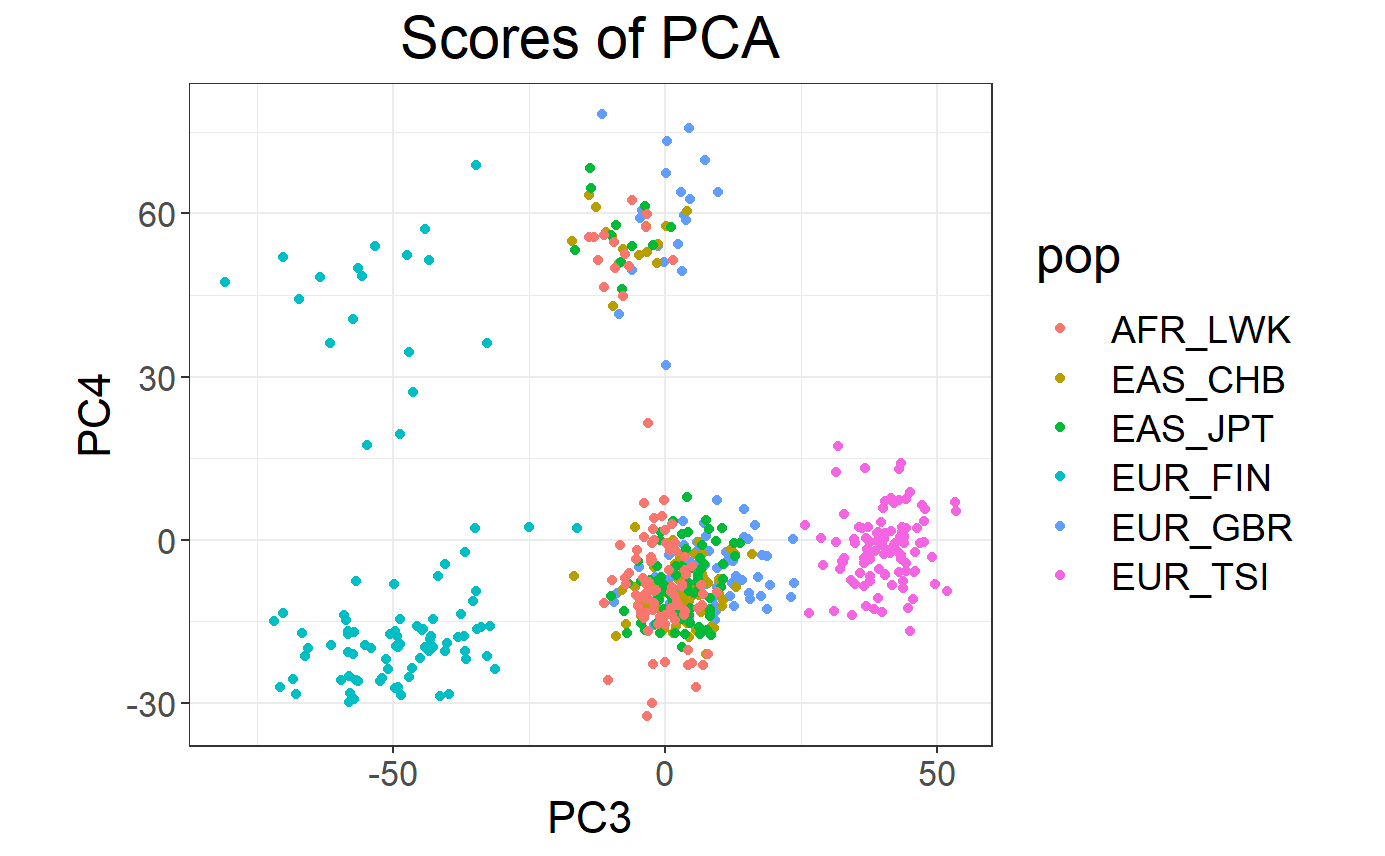 Scores of PCA
60
30
0
-30
PC4
-50
0
50
PC3
pop
AFR_LWK
EAS_CHB
EAS_JPT
EUR_FIN
EUR_GBR
EUR_TSI